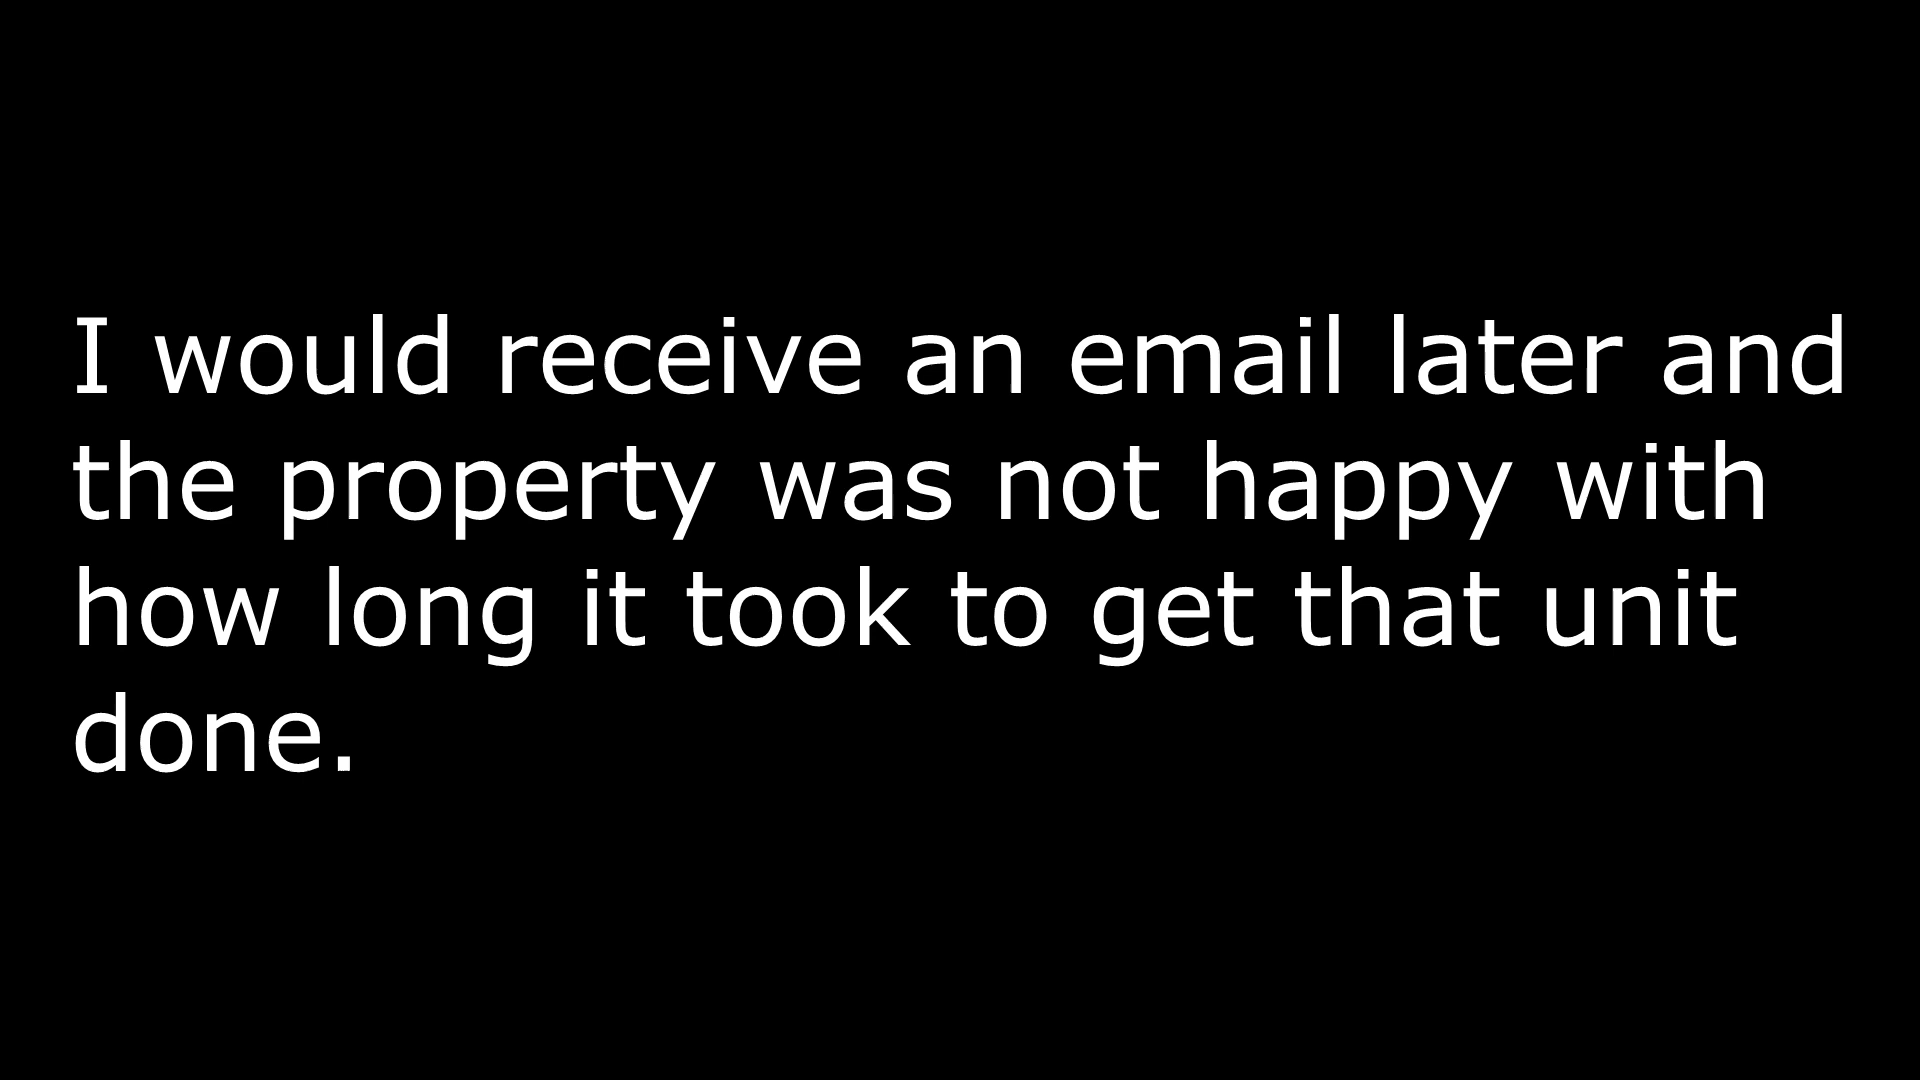 I would receive an email later and
the property was not happy with
how long it took to get that unit
done.